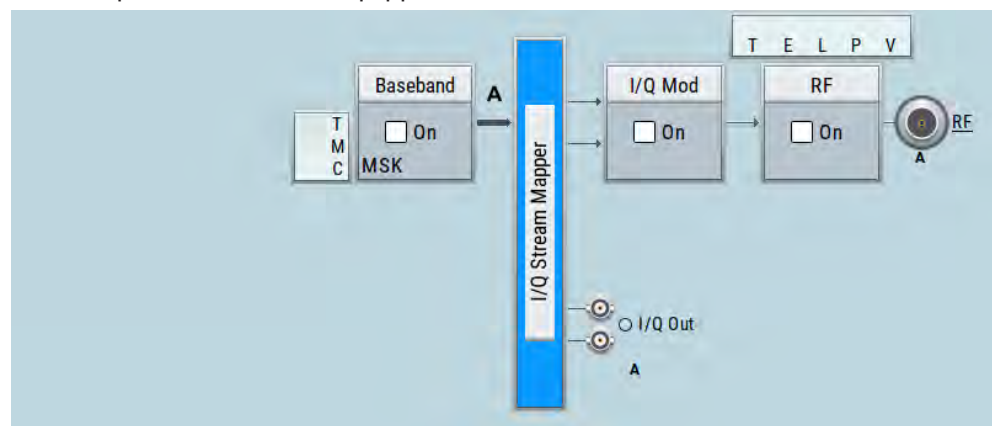 T E L P V
Baseband
A
I/Q Mod
RF
T
M
C
On
MSK
On
On
RF
A
I/Q Stream Mapper
I/Q Out
A